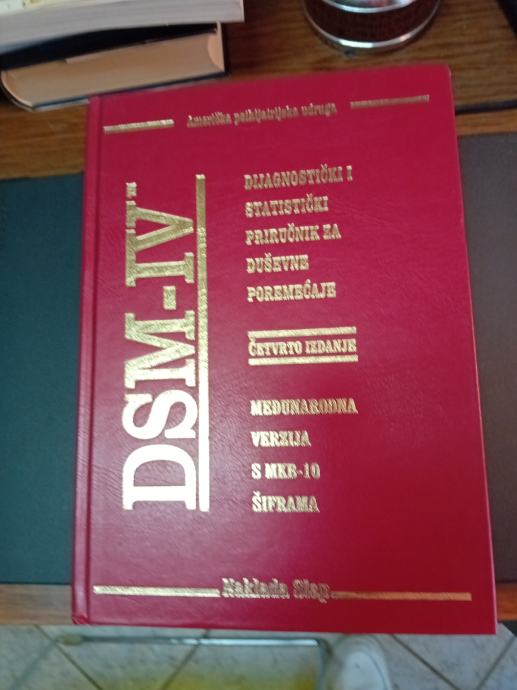 Američka psihijatrijska udruga
DSM-IV™
DIJAGNOSTIČKI I
STATISTIČKI
PRIRUČNIK ZA
DUŠEVNE
POREMEĆAJE
ČETVRTO IZDANJE
MEĐUNARODNA
VERZIJA
S MKB-10
ŠIFRAMA
Naklada Slap